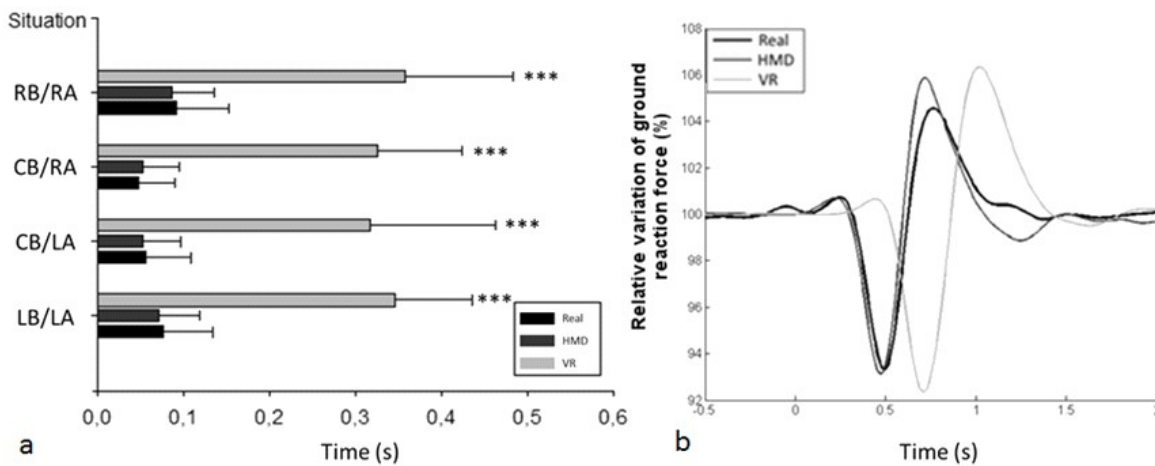 Situation
RB/RA
CB/RA
CB/LA
LB/LA
***
***
***
***
Real
HMD
VR
0,0 0,1 0,2 0,3 0,4 0,5 0,6
Time (s)
a
Relative variation of ground
reaction force (%)
108
106
104
102
100
98
96
94
92
Real
HMD
VR
-0.5 0 0.5 1 1.5 2
Time (s)
b